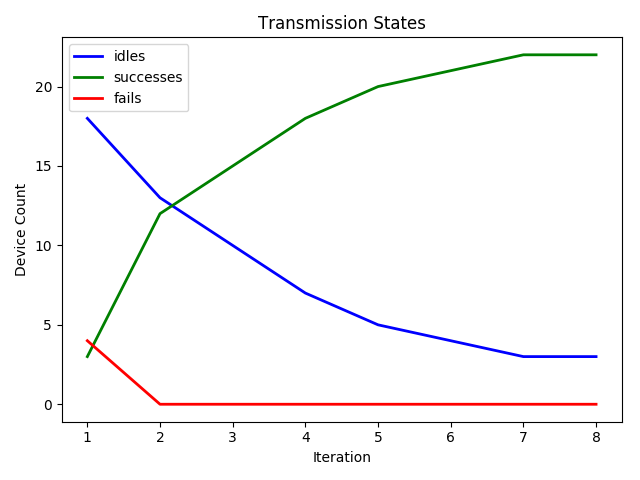 Transmission States
idles
successes
fails
Device Count
20
15
10
5
0
1 2 3 4 5 6 7 8
Iteration